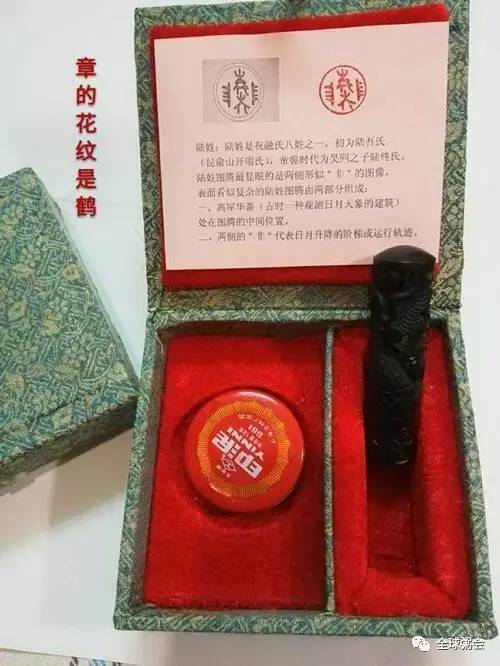 章的花纹是鹤
陆姓：陆姓是祝融氏八姓之一，初为陆吾氏
（昆俞山开明氏），帝喾时代为吴回之子陆终氏。
陆姓图腾最显眼的是两侧形似“非”的图像，
表面看似复杂的陆姓图腾由两部分组成：
一、高屋华盖（古时一种观测日月天象的建筑）
处在图腾的中间位置。
二、两侧的“非”代表日月升降的阶梯或运行轨迹。
印泥
YINNI
全球粥会